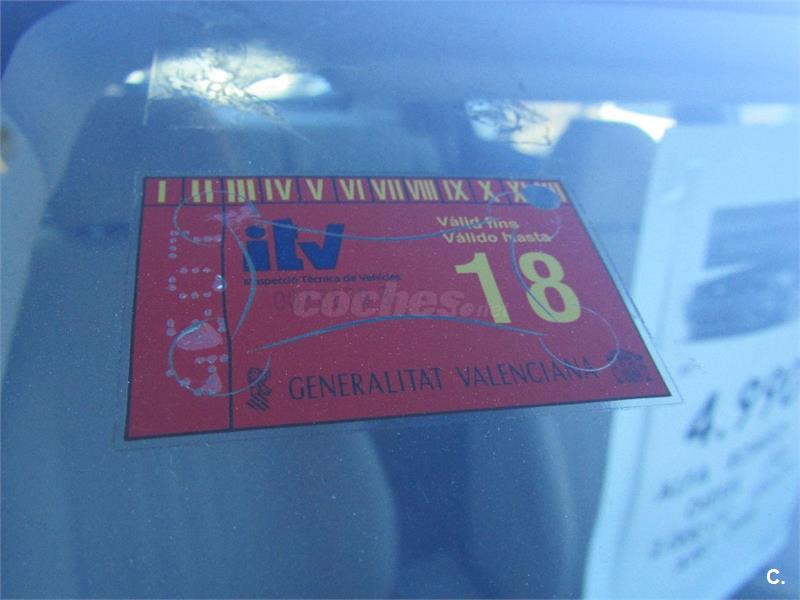 I II III IV V VI VII VIII IX X XI XII
itv
Vàlid fins
Válido hasta
Inspecció Tècnica de Vehicles
18
coches.net
GENERALITAT VALENCIANA
4.990
C.